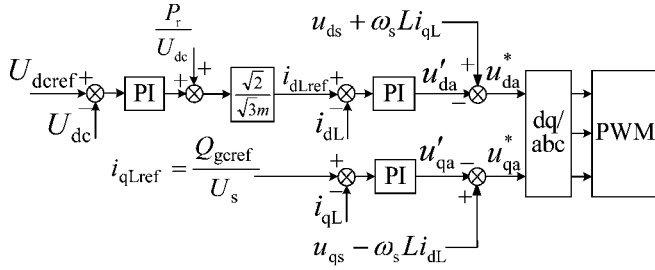 P_r / U_dc
u_ds + ω_s L i_qL
U_dcref + − PI + + √2 / √3m i_dLref + − PI u′_da − + u*_da
U_dc
i_dL
dq/
abc
PWM
i_qLref = Q_gcref / U_s + − PI u′_qa − + u*_qa
i_qL
u_qs − ω_s L i_dL